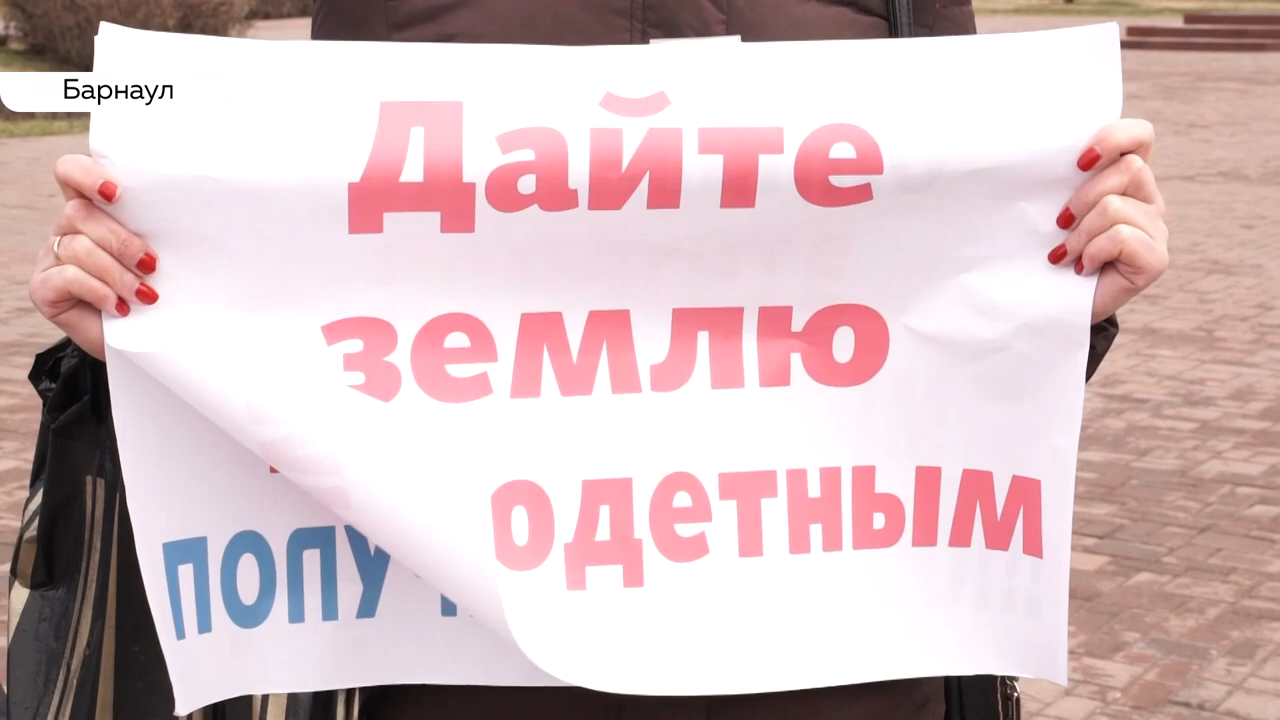 Барнаул
Дайте
землю
одетным
ПОПУ